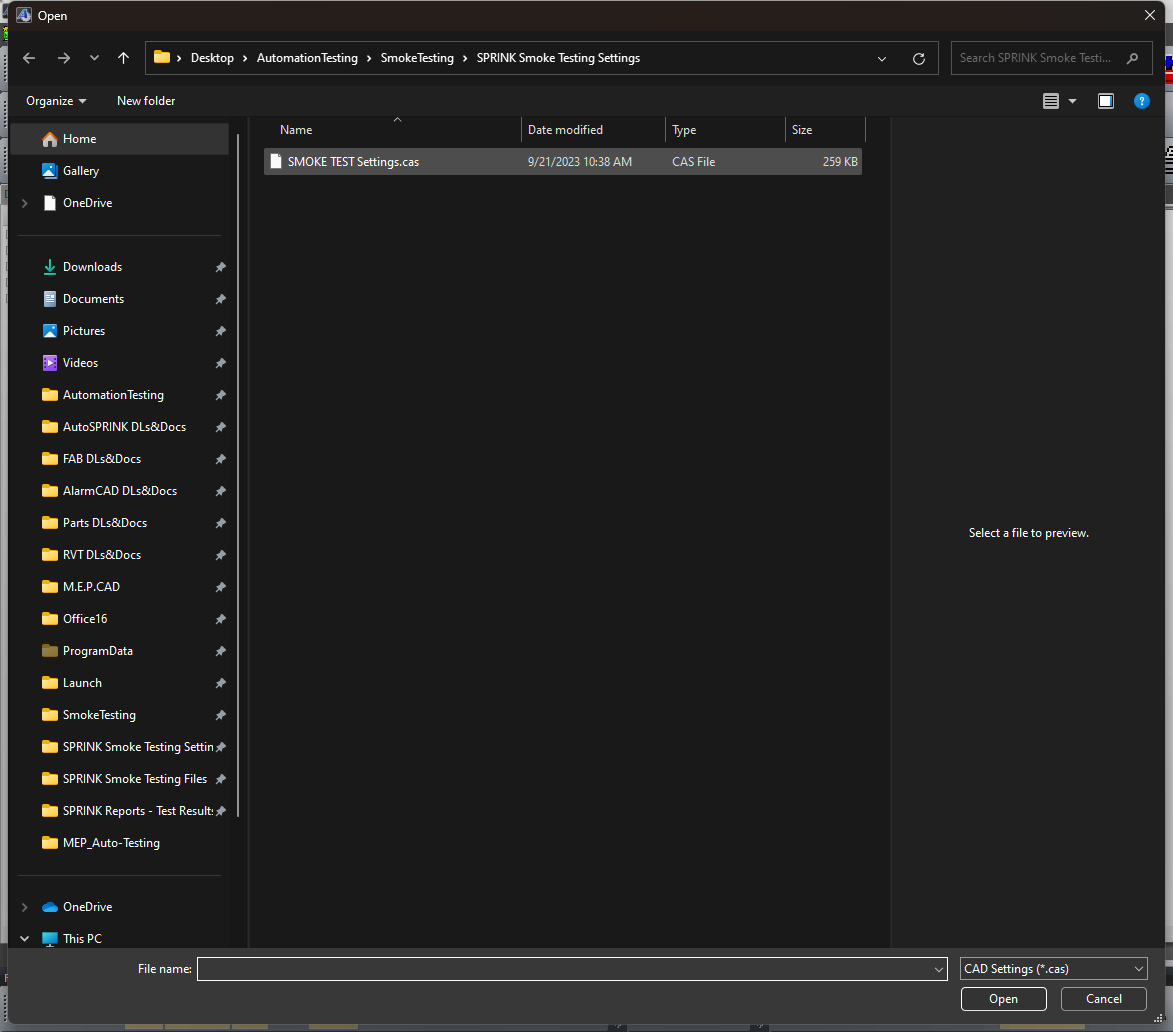 Open
Desktop > AutomationTesting > SmokeTesting > SPRINK Smoke Testing Settings
Search SPRINK Smoke Testi...
Organize
New folder
?
Home
Gallery
OneDrive
Downloads
Documents
Pictures
Videos
AutomationTesting
AutoSPRINK DLs&Docs
FAB DLs&Docs
AlarmCAD DLs&Docs
Parts DLs&Docs
RVT DLs&Docs
M.E.P.CAD
Office16
ProgramData
Launch
SmokeTesting
SPRINK Smoke Testing Settin
SPRINK Smoke Testing Files
SPRINK Reports - Test Results
MEP_Auto-Testing
OneDrive
This PC
Name Date modified Type Size
SMOKE TEST Settings.cas 9/21/2023 10:38 AM CAS File 259 KB
Select a file to preview.
File name:
CAD Settings (*.cas)
Open Cancel